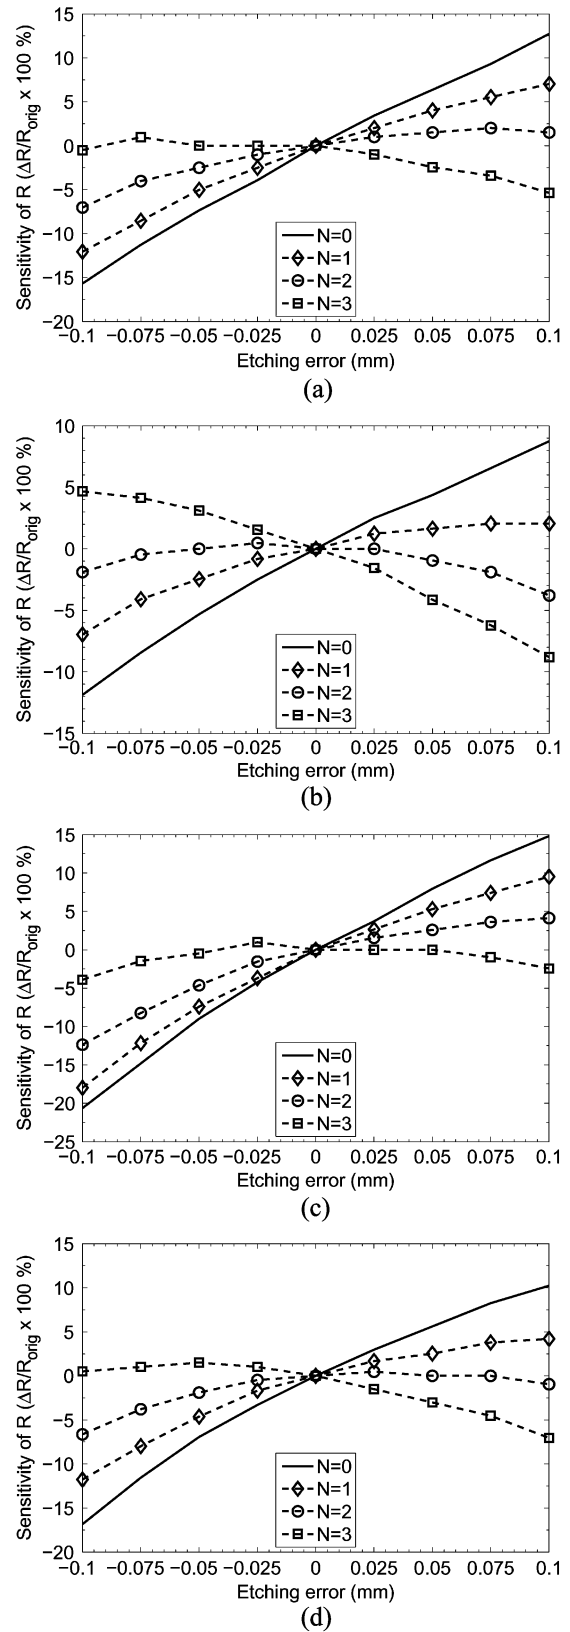 15
10
5
0
−5
−10
−15
−20
Sensitivity of R (ΔR/R_orig x 100 %)
N=0
N=1
N=2
N=3
−0.1 −0.075 −0.05 −0.025 0 0.025 0.05 0.075 0.1
Etching error (mm)
(a)
10
5
0
−5
−10
−15
Sensitivity of R (ΔR/R_orig x 100 %)
N=0
N=1
N=2
N=3
−0.1 −0.075 −0.05 −0.025 0 0.025 0.05 0.075 0.1
Etching error (mm)
(b)
15
10
5
0
−5
−10
−15
−20
−25
Sensitivity of R (ΔR/R_orig x 100 %)
N=0
N=1
N=2
N=3
−0.1 −0.075 −0.05 −0.025 0 0.025 0.05 0.075 0.1
Etching error (mm)
(c)
15
10
5
0
−5
−10
−15
−20
Sensitivity of R (ΔR/R_orig x 100 %)
N=0
N=1
N=2
N=3
−0.1 −0.075 −0.05 −0.025 0 0.025 0.05 0.075 0.1
Etching error (mm)
(d)